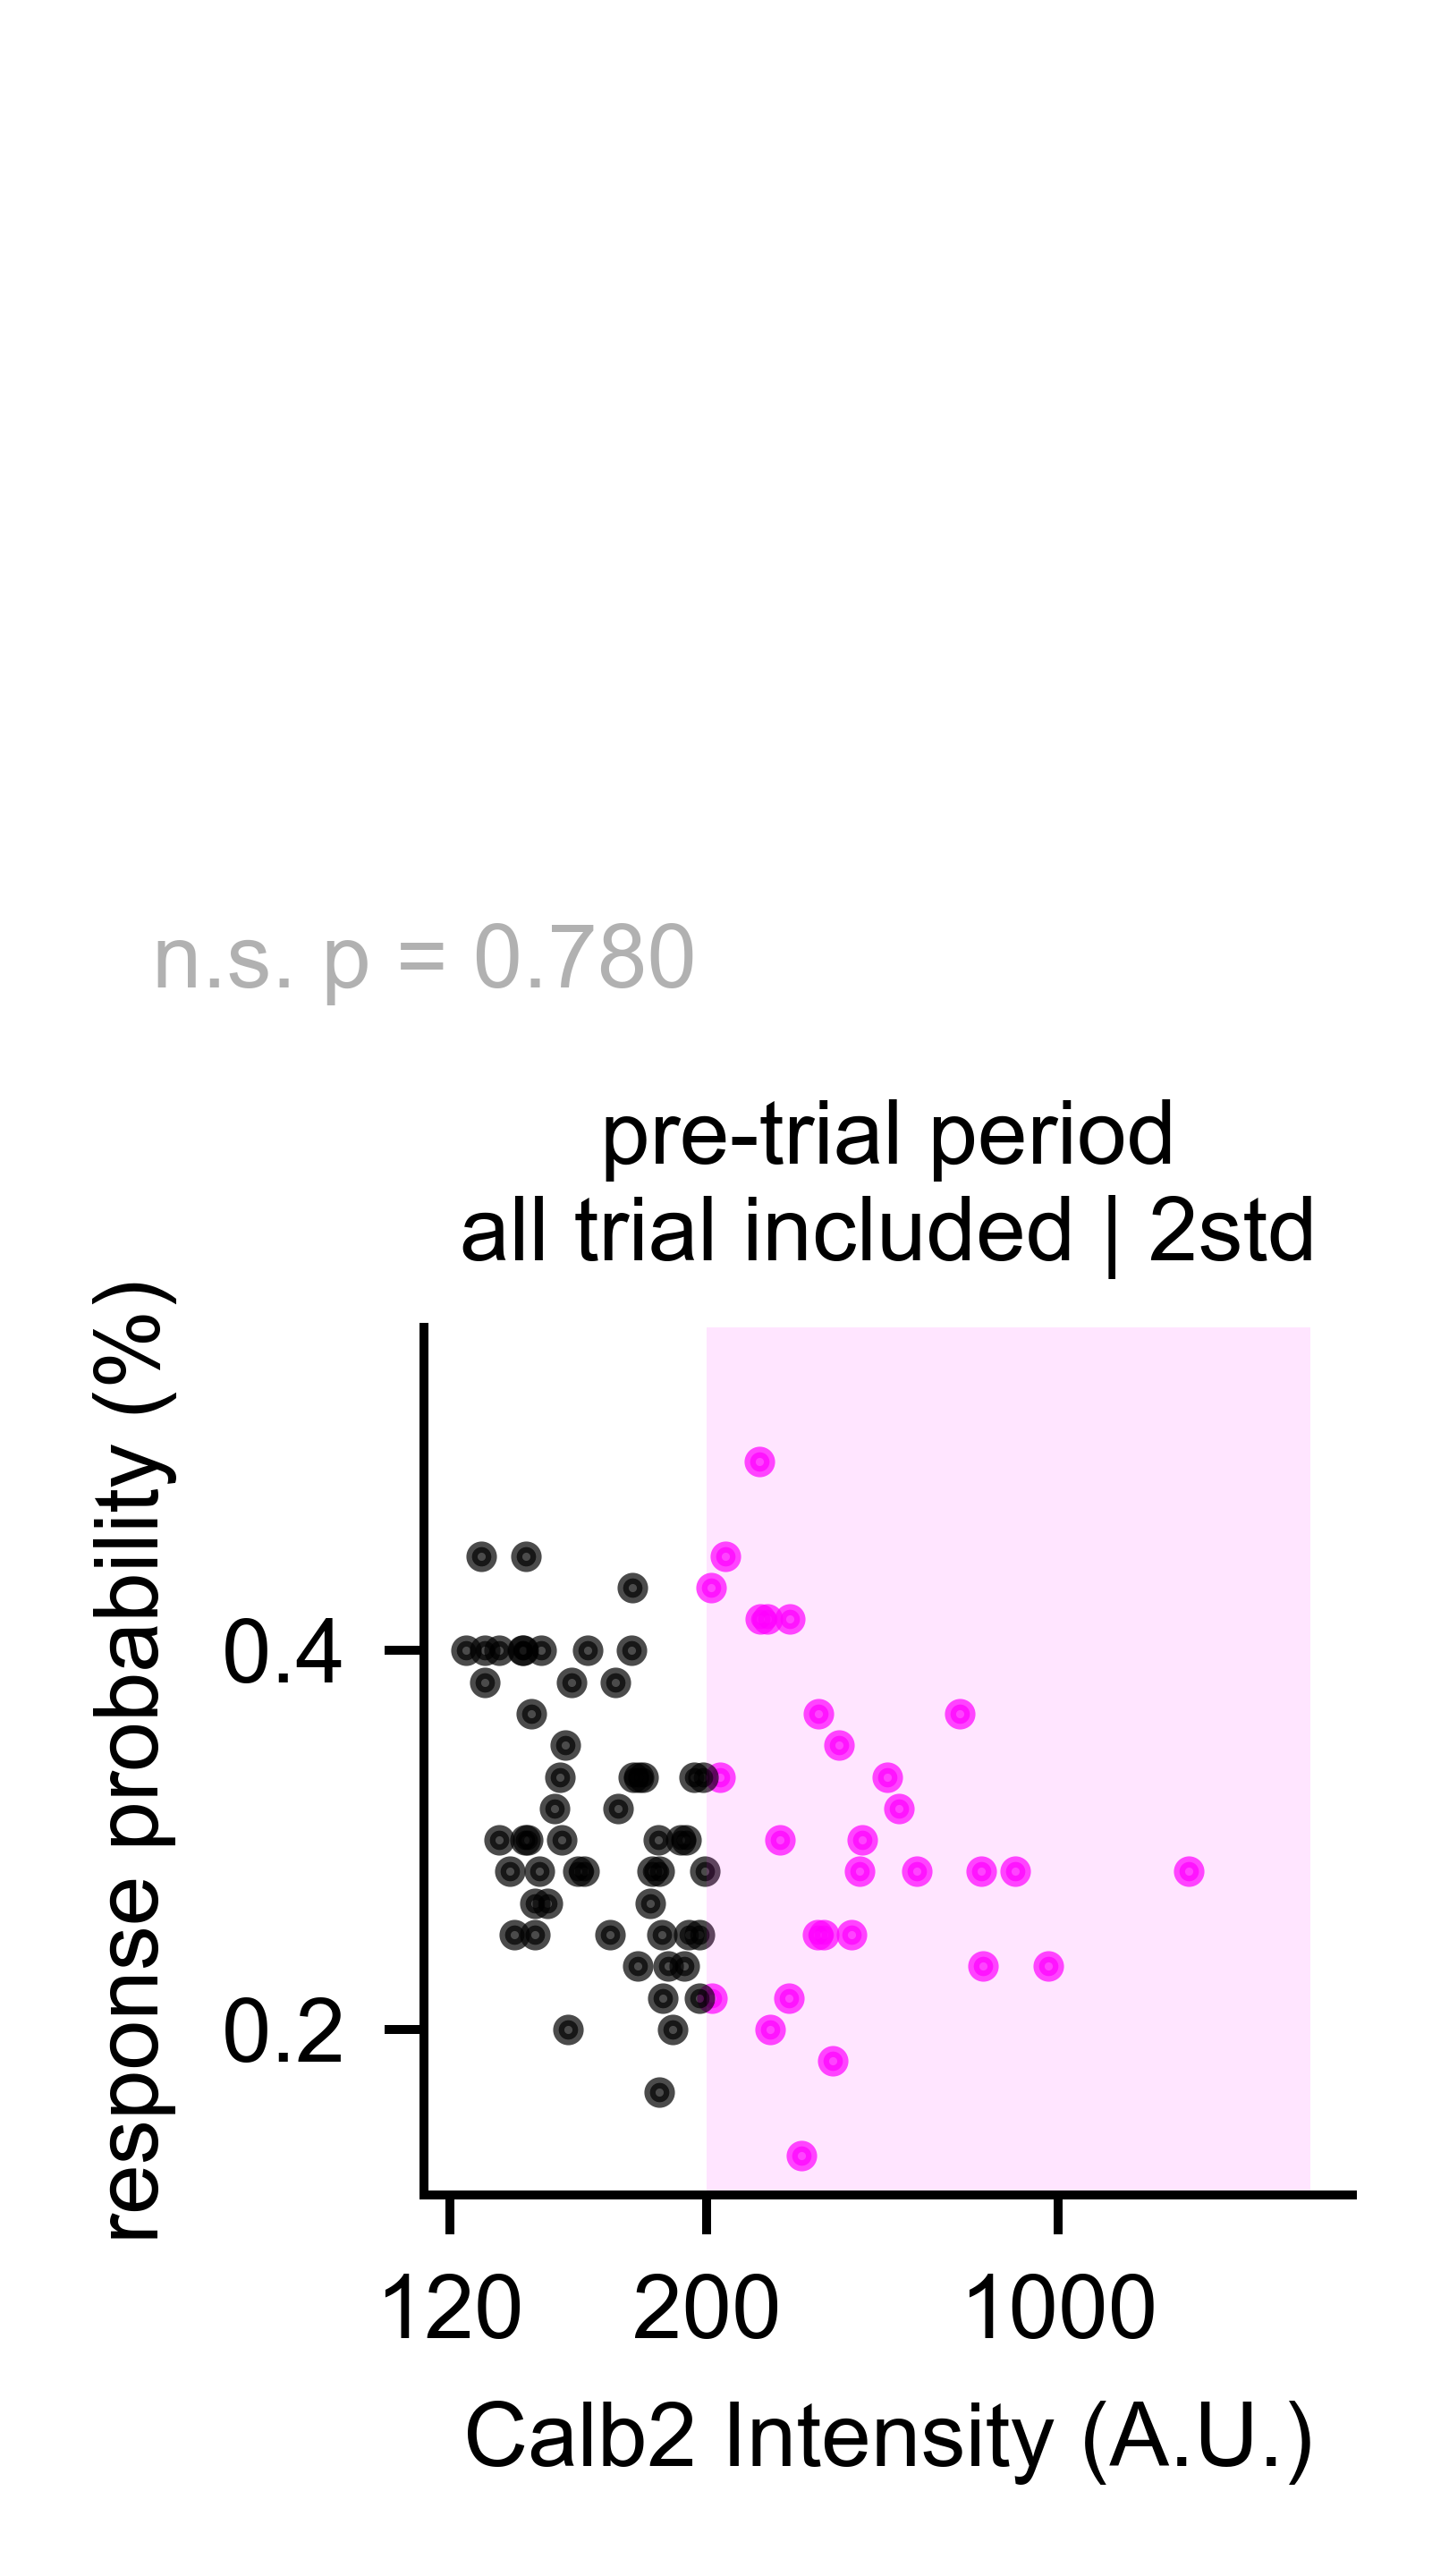 n.s. p = 0.780
pre-trial period
all trial included | 2std
response probability (%)
0.4
0.2
120
200
1000
Calb2 Intensity (A.U.)